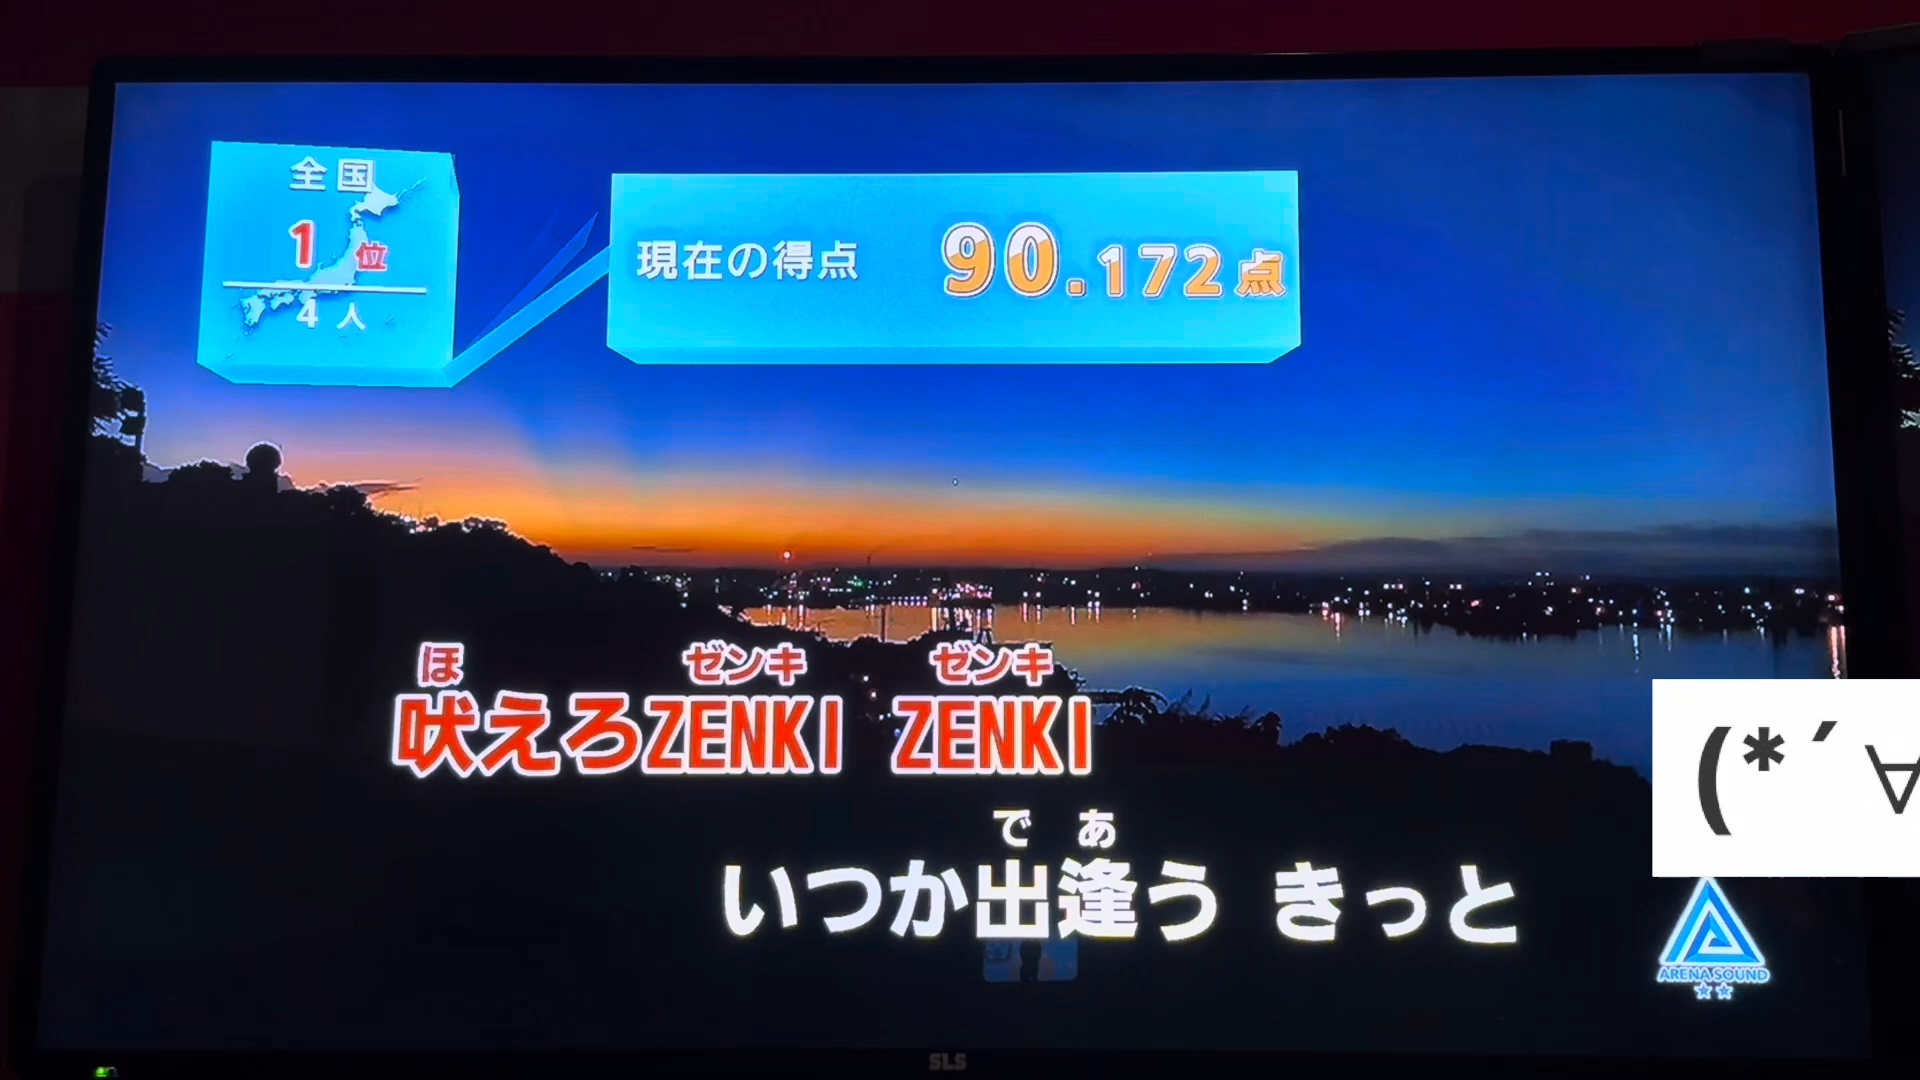 全国
1位
4人
現在の得点 90.172点
ほ ゼンキ ゼンキ
吠えろZENKI ZENKI
であ
いつか出逢う きっと
(*´∀
ARENA SOUND
★★
SLS